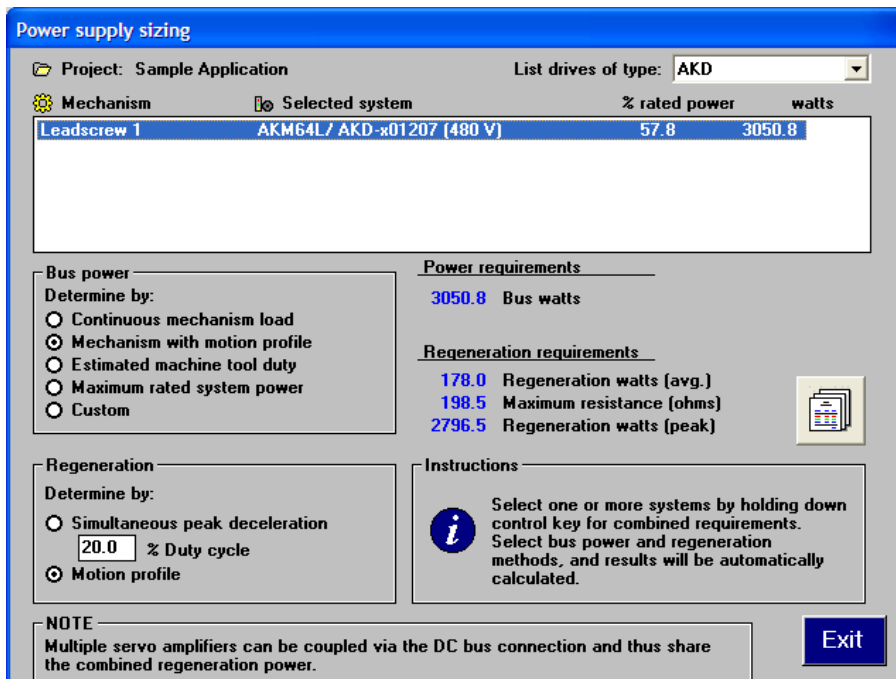 Power supply sizing
Project: Sample Application
List drives of type: AKD
Mechanism Selected system % rated power watts
Leadscrew 1 AKM64L/ AKD-x01207 (480 V) 57.8 3050.8
Bus power
Determine by:
Continuous mechanism load
Mechanism with motion profile
Estimated machine tool duty
Maximum rated system power
Custom
Power requirements
3050.8 Bus watts
Regeneration requirements
178.0 Regeneration watts (avg.)
198.5 Maximum resistance (ohms)
2796.5 Regeneration watts (peak)
Regeneration
Determine by:
Simultaneous peak deceleration
20.0 % Duty cycle
Motion profile
Instructions
Select one or more systems by holding down
control key for combined requirements.
Select bus power and regeneration
methods, and results will be automatically
calculated.
NOTE
Multiple servo amplifiers can be coupled via the DC bus connection and thus share
the combined regeneration power.
Exit